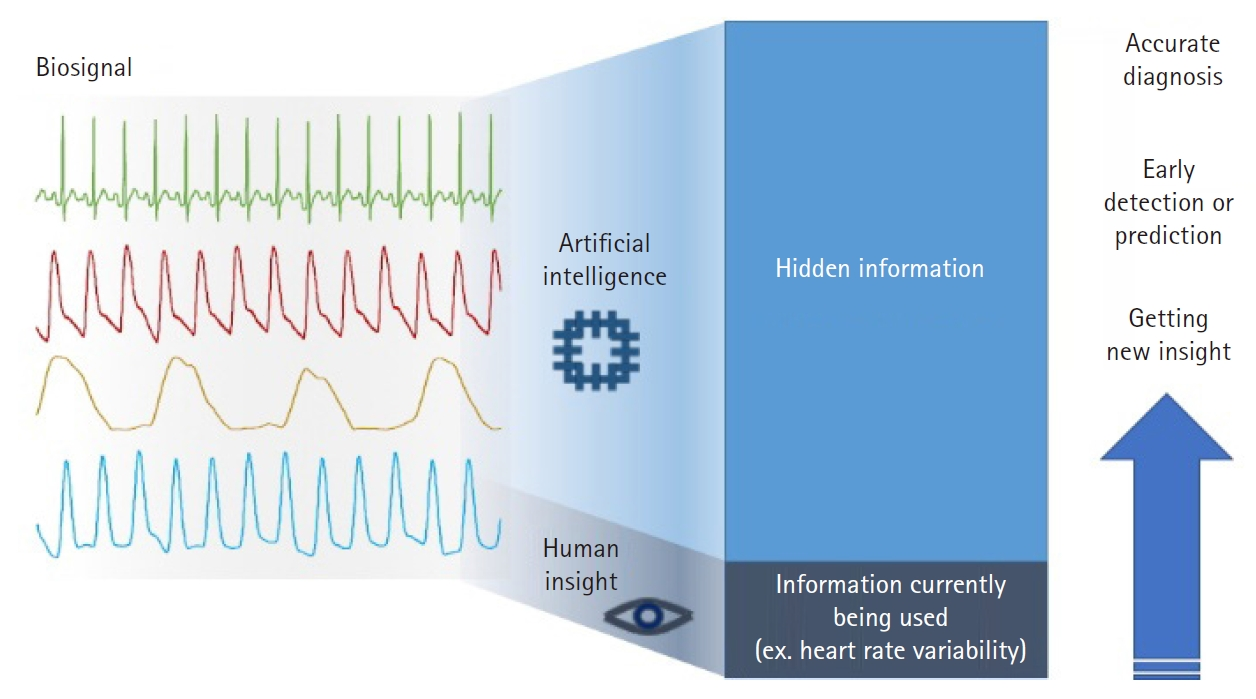 Biosignal
Artificial
intelligence
Human
insight
Hidden information
Information currently
being used
(ex. heart rate variability)
Accurate
diagnosis
Early
detection or
prediction
Getting
new insight